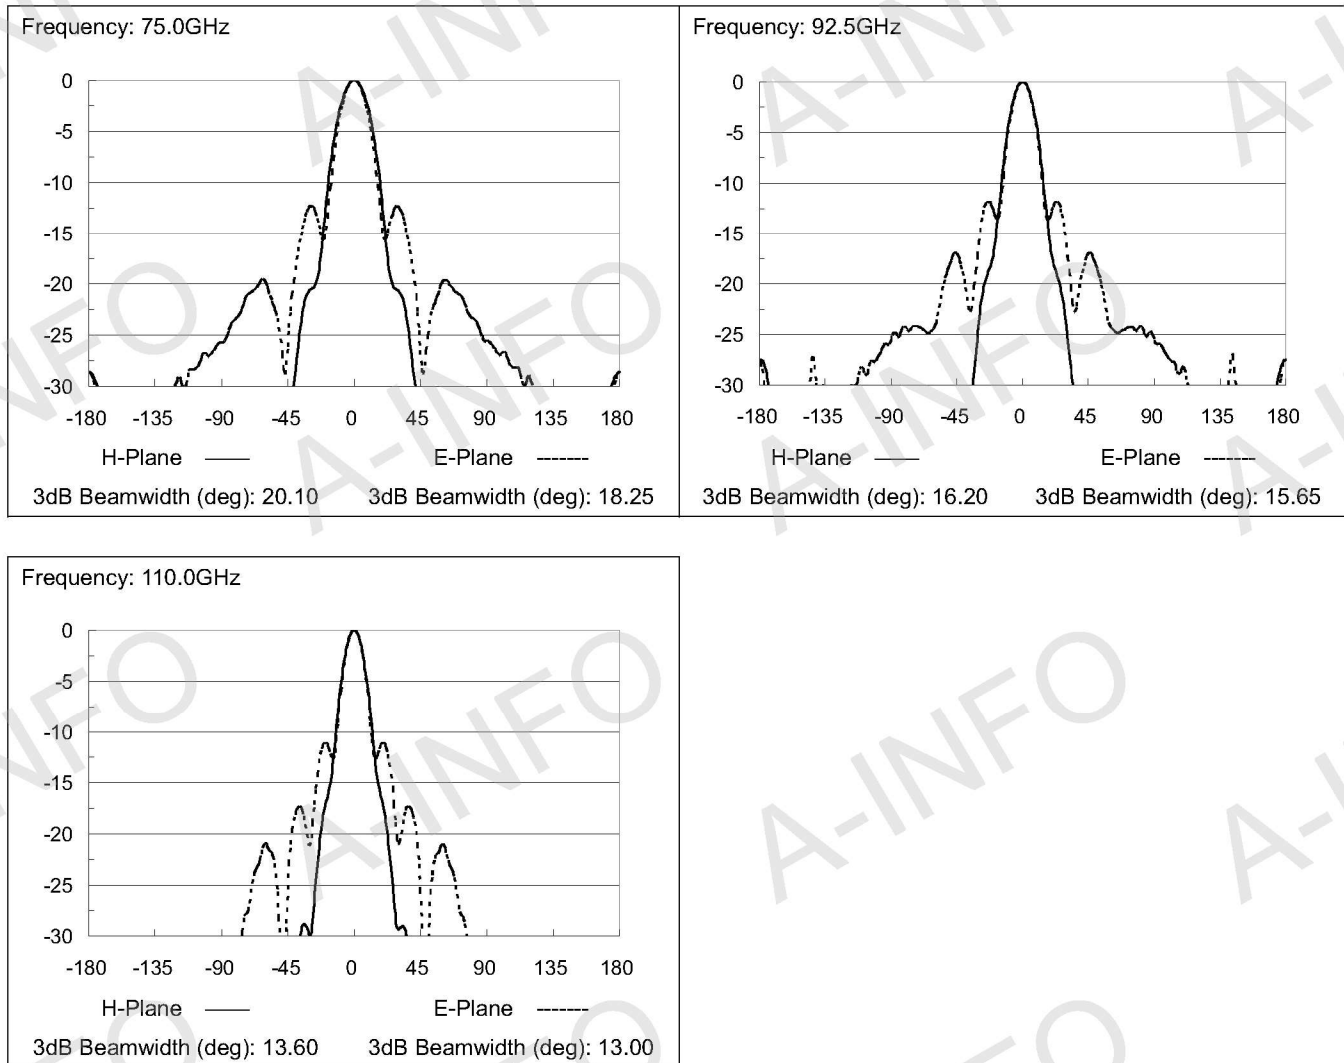 Frequency: 75.0GHz
0
-5
-10
-15
-20
-25
-30
-180 -135 -90 -45 0 45 90 135 180
H-Plane E-Plane
3dB Beamwidth (deg): 20.10 3dB Beamwidth (deg): 18.25
Frequency: 92.5GHz
0
-5
-10
-15
-20
-25
-30
-180 -135 -90 -45 0 45 90 135 180
H-Plane E-Plane
3dB Beamwidth (deg): 16.20 3dB Beamwidth (deg): 15.65
Frequency: 110.0GHz
0
-5
-10
-15
-20
-25
-30
-180 -135 -90 -45 0 45 90 135 180
H-Plane E-Plane
3dB Beamwidth (deg): 13.60 3dB Beamwidth (deg): 13.00
A-INFO
A-INFO
A-INFO
A-INFO
A-INFO